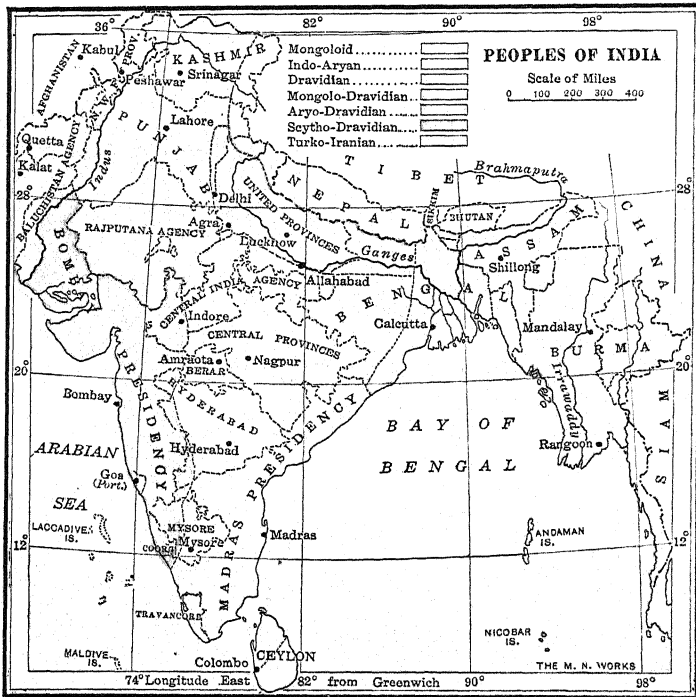 36°
82°
90°
98°
PEOPLES OF INDIA
Scale of Miles
0 100 200 300 400
Mongoloid
Indo-Aryan
Dravidian
Mongolo-Dravidian
Aryo-Dravidian
Scytho-Dravidian
Turko-Iranian
AFGHANISTAN
Kabul
N.W. PROV.
Peshawar
KASHMIR
Srinagar
Lahore
PUNJAB
Quetta
Kalat
BALUCHISTAN AGENCY
Indus
28°
TIBET
Brahmaputra
28°
NEPAL
SIKKIM
BHUTAN
CHINA
Delhi
UNITED PROVINCES
Agra
RAJPUTANA AGENCY
Lucknow
Ganges
ASSAM
Shillong
BOMB
Allahabad
CENTRAL INDIA AGENCY
BENGAL
Indore
Calcutta
Mandalay
CENTRAL PROVINCES
BURMA
Amraota
BERAR
Nagpur
20°
20°
Irrawaddy
PRESIDENCY
Bombay
HYDERABAD
Hyderabad
MADRAS PRESIDENCY
BAY OF
BENGAL
Rangoon
SIAM
ARABIAN
SEA
Goa
(Port.)
LACCADIVE
IS.
MYSORE
Mysore
COORG
Madras
ANDAMAN
IS.
12°
12°
TRAVANCORE
NICOBAR
IS.
MALDIVE
IS.
Colombo
CEYLON
THE M. N. WORKS
74° Longitude East 82° from Greenwich 90° 98°